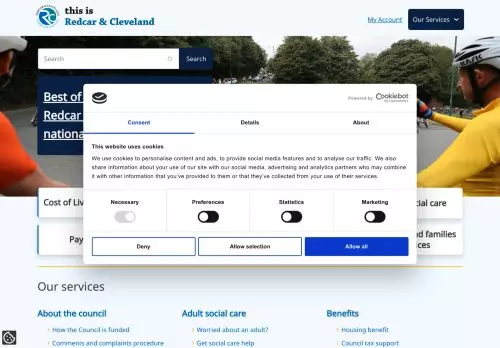 this is
Redcar & Cleveland
My Account
Our Services
Search
Search
Best of
Redcar
nationa
Powered by Cookiebot
Consent
Details
About
This website uses cookies
We use cookies to personalise content and ads, to provide social media features and to analyse our traffic. We also
share information about your use of our site with our social media, advertising and analytics partners who may combine
it with other information that you've provided to them or that they've collected from your use of their services.
Necessary
Preferences
Statistics
Marketing
Deny
Allow selection
Allow all
Cost of Liv
cial care
Pay
nd families
ices
Our services
About the council
Adult social care
Benefits
How the Council is funded
Worried about an adult?
Housing benefit
Comments and complaints procedure
Get social care help
Council tax support